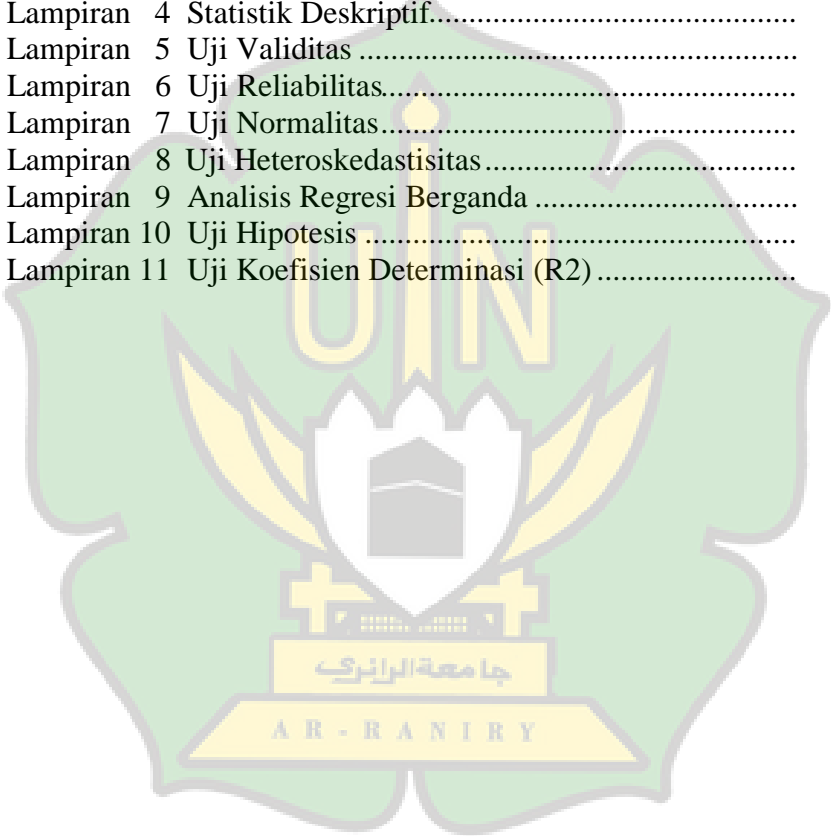 Lampiran 4 Statistik Deskriptif.................................................
Lampiran 5 Uji Validitas .........................................................
Lampiran 6 Uji Reliabilitas......................................................
Lampiran 7 Uji Normalitas......................................................
Lampiran 8 Uji Heteroskedastisitas.........................................
Lampiran 9 Analisis Regresi Berganda ..................................
Lampiran 10 Uji Hipotesis ........................................................
Lampiran 11 Uji Koefisien Determinasi (R2) ..........................
UIN
جامعة الرانري
AR-RANIRY